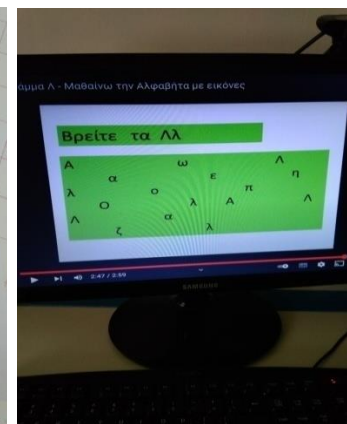 άμμα Λ - Μαθαίνω την Αλφαβήτα με εικόνες
Βρείτε τα Λλ
Α ω Λ
α ε η
λ ο π
Ο λ Α Λ
Λ α
ζ λ
2:47 / 2:59
SAMSUNG